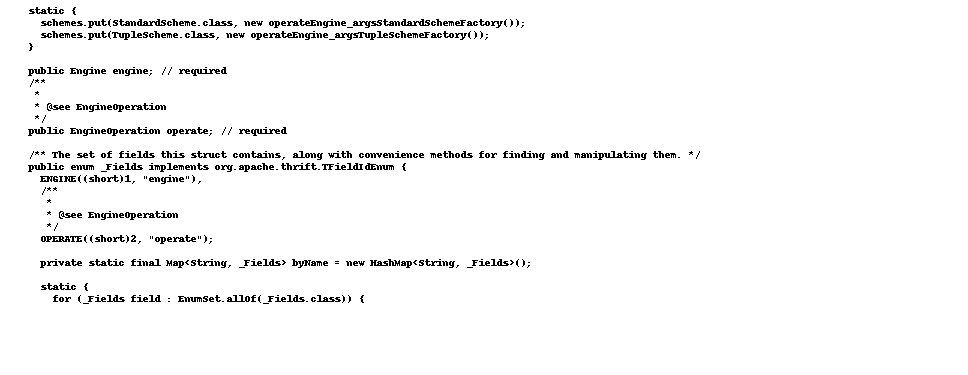 static {
schemes.put(StandardScheme.class, new operateEngine_argsStandardSchemeFactory());
schemes.put(TupleScheme.class, new operateEngine_argsTupleSchemeFactory());
}
public Engine engine; // required
/**
*
* @see EngineOperation
*/
public EngineOperation operate; // required
/** The set of fields this struct contains, along with convenience methods for finding and manipulating them. */
public enum _Fields implements org.apache.thrift.TFieldIdEnum {
ENGINE((short)1, "engine"),
/**
*
* @see EngineOperation
*/
OPERATE((short)2, "operate");
private static final Map<String, _Fields> byName = new HashMap<String, _Fields>();
static {
for (_Fields field : EnumSet.allOf(_Fields.class)) {